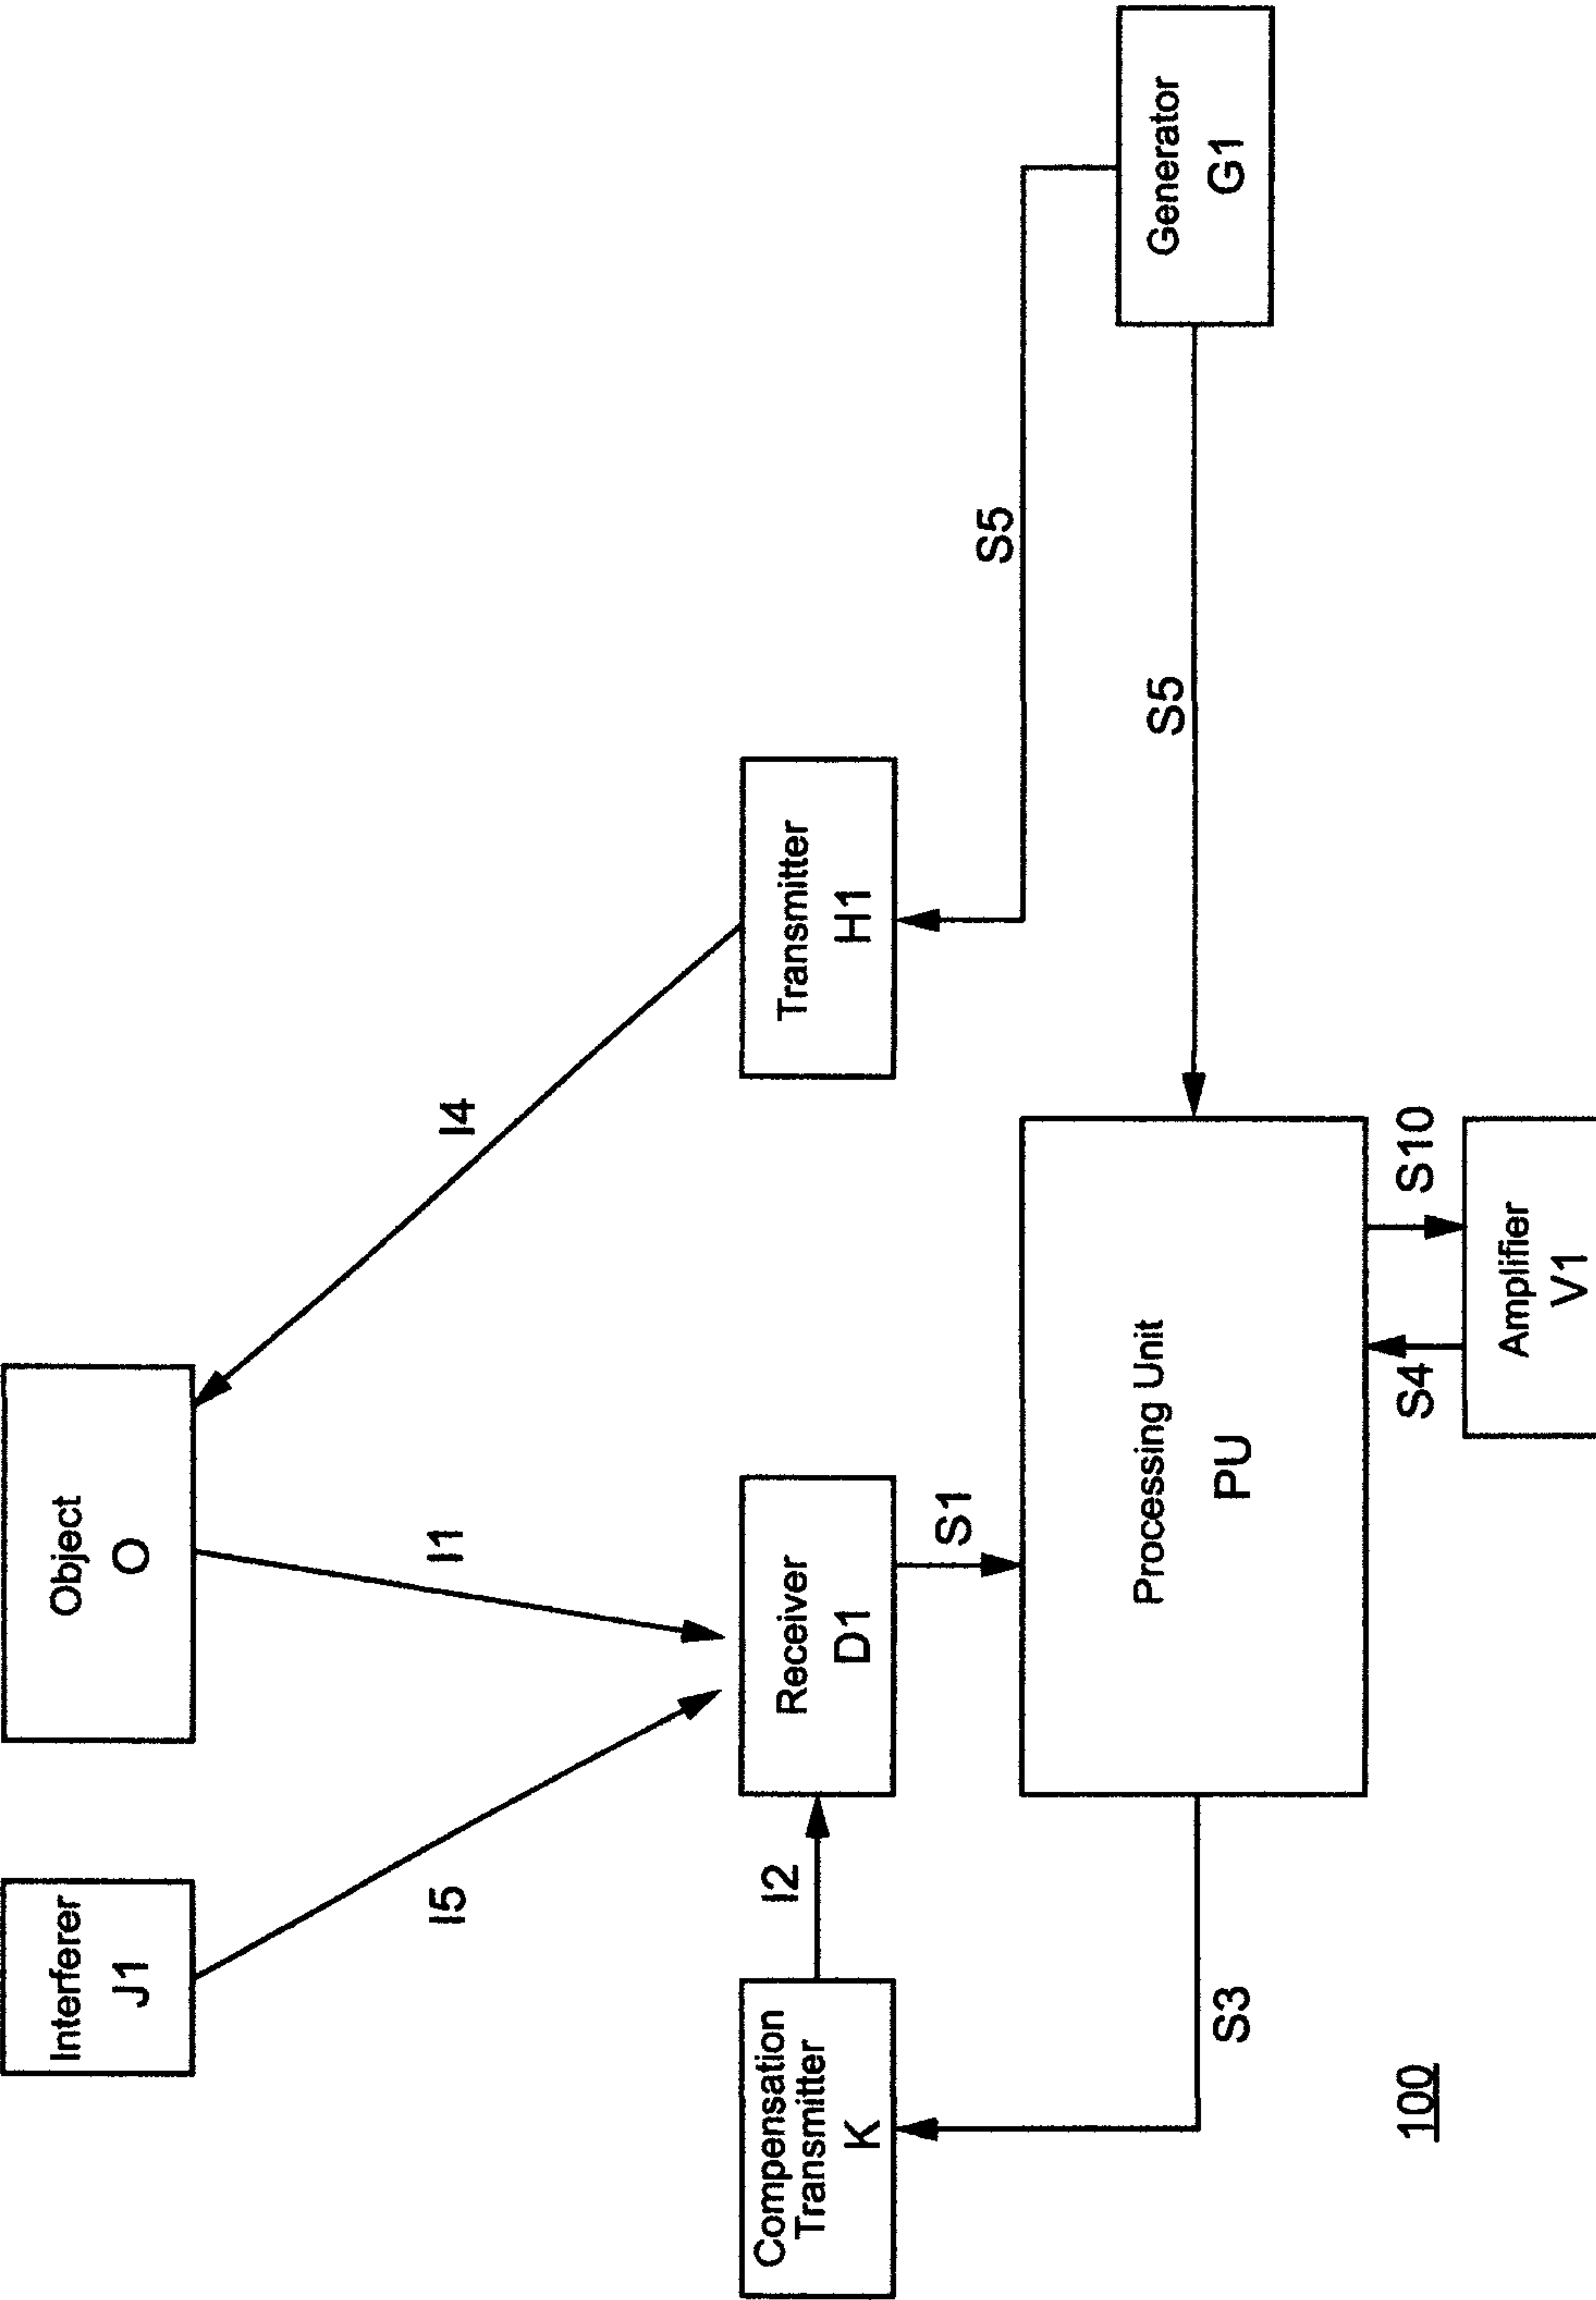 Interferer
J1
Object
O
I5
I1
I4
Compensation
Transmitter
K
I2
Receiver
D1
Transmitter
H1
S1
S5
S3
Processing Unit
PU
S5
Generator
G1
100
S4
S10
Amplifier
V1